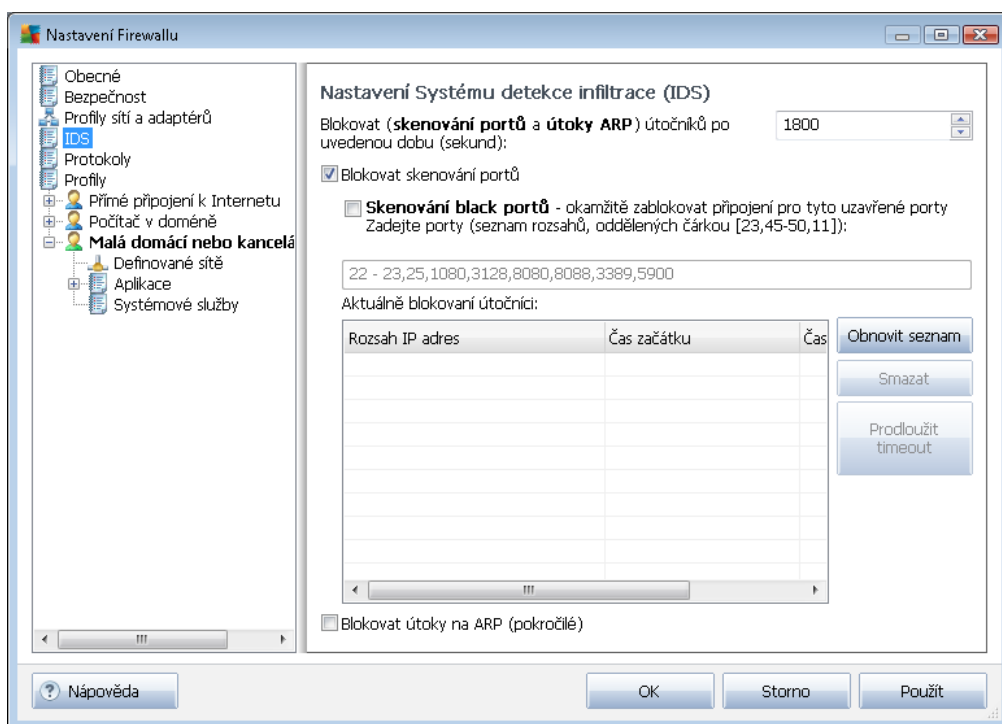 Nastavení Firewallu
Obecné
Bezpečnost
Profily sítí a adaptérů
IDS
Protokoly
Profily
Přímé připojení k Internetu
Počítač v doméně
Malá domácí nebo kancelá
Definované sítě
Aplikace
Systémové služby
Nastavení Systému detekce infiltrace (IDS)
Blokovat (skenování portů a útoky ARP) útočníků po
uvedenou dobu (sekund):
1800
Blokovat skenování portů
Skenování black portů - okamžitě zablokovat připojení pro tyto uzavřené porty
Zadejte porty (seznam rozsahů, oddělených čárkou [23,45-50,11]):
22 - 23,25,1080,3128,8080,8088,3389,5900
Aktuálně blokovaní útočníci:
Rozsah IP adres
Čas začátku
Čas
Obnovit seznam
Smazat
Prodloužit
timeout
Blokovat útoky na ARP (pokročilé)
Nápověda
OK
Storno
Použít